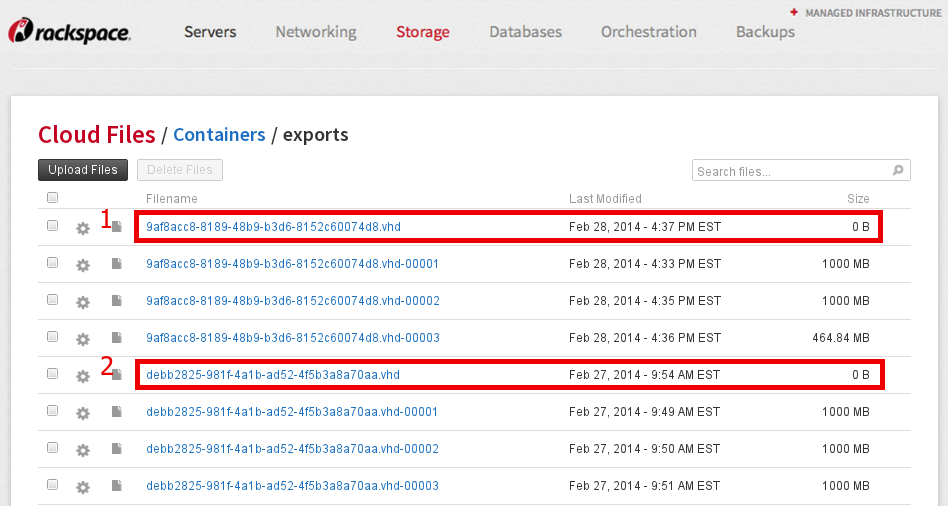 MANAGED INFRASTRUCTURE
rackspace. Servers Networking Storage Databases Orchestration Backups
Cloud Files / Containers / exports
Upload Files Delete Files Search files...
Filename Last Modified Size
1 9af8acc8-8189-48b9-b3d6-8152c60074d8.vhd Feb 28, 2014 - 4:37 PM EST 0 B
9af8acc8-8189-48b9-b3d6-8152c60074d8.vhd-00001 Feb 28, 2014 - 4:33 PM EST 1000 MB
9af8acc8-8189-48b9-b3d6-8152c60074d8.vhd-00002 Feb 28, 2014 - 4:35 PM EST 1000 MB
9af8acc8-8189-48b9-b3d6-8152c60074d8.vhd-00003 Feb 28, 2014 - 4:36 PM EST 464.84 MB
2 debb2825-981f-4a1b-ad52-4f5b3a8a70aa.vhd Feb 27, 2014 - 9:54 AM EST 0 B
debb2825-981f-4a1b-ad52-4f5b3a8a70aa.vhd-00001 Feb 27, 2014 - 9:49 AM EST 1000 MB
debb2825-981f-4a1b-ad52-4f5b3a8a70aa.vhd-00002 Feb 27, 2014 - 9:50 AM EST 1000 MB
debb2825-981f-4a1b-ad52-4f5b3a8a70aa.vhd-00003 Feb 27, 2014 - 9:51 AM EST 1000 MB